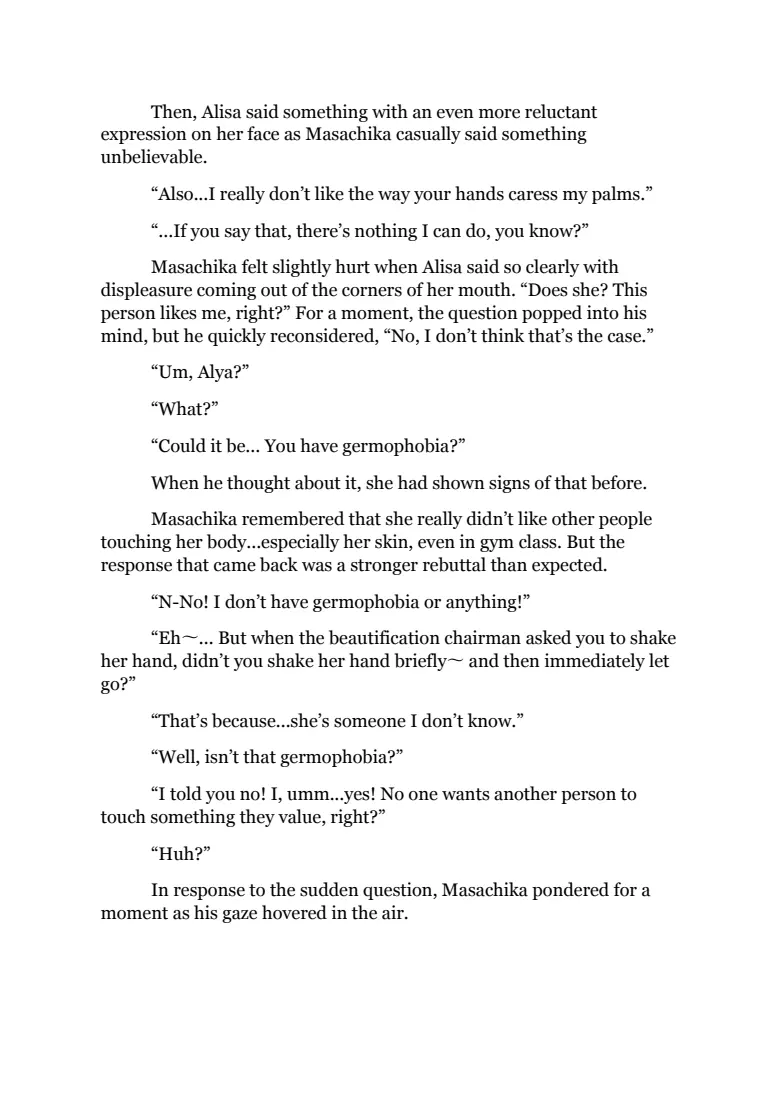 Then, Alisa said something with an even more reluctant
expression on her face as Masachika casually said something
unbelievable.
“Also...I really don’t like the way your hands caress my palms.”
“...If you say that, there’s nothing I can do, you know?”
Masachika felt slightly hurt when Alisa said so clearly with
displeasure coming out of the corners of her mouth. “Does she? This
person likes me, right?” For a moment, the question popped into his
mind, but he quickly reconsidered, “No, I don’t think that’s the case.”
“Um, Alya?”
“What?”
“Could it be... You have germophobia?”
When he thought about it, she had shown signs of that before.
Masachika remembered that she really didn’t like other people
touching her body...especially her skin, even in gym class. But the
response that came back was a stronger rebuttal than expected.
“N-No! I don’t have germophobia or anything!”
“Eh～... But when the beautification chairman asked you to shake
her hand, didn’t you shake her hand briefly～ and then immediately let
go?”
“That’s because...she’s someone I don’t know.”
“Well, isn’t that germophobia?”
“I told you no! I, umm...yes! No one wants another person to
touch something they value, right?”
“Huh?”
In response to the sudden question, Masachika pondered for a
moment as his gaze hovered in the air.